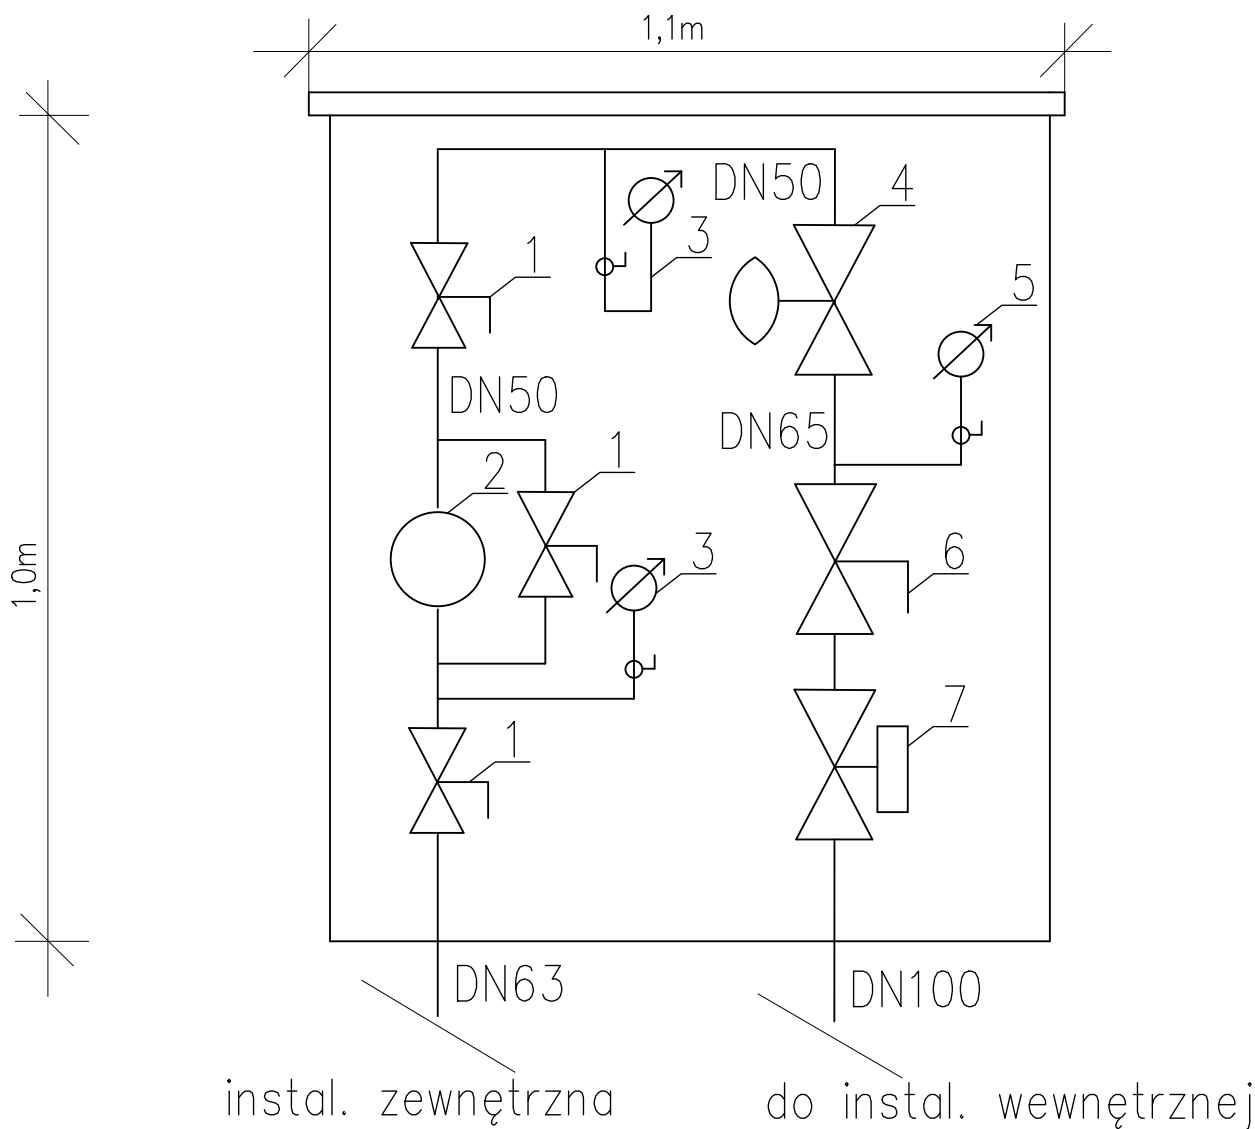 1,1m
DN50
4
3
1
5
DN50
DN65
2
1
3
6
1,0m
7
1
DN63
DN100
instal. zewnętrzna
do instal. wewnętrznej